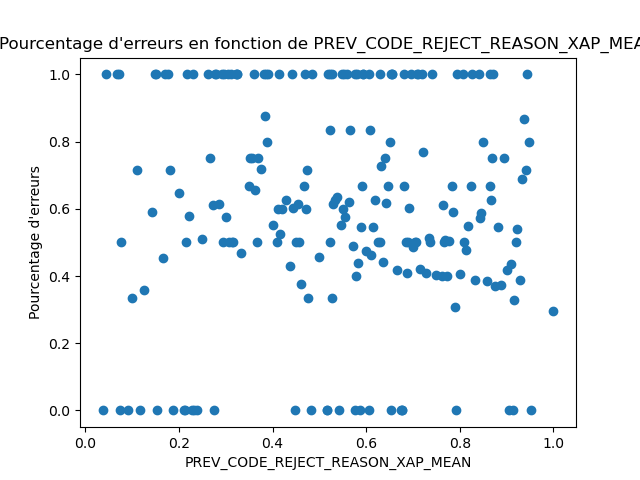 Pourcentage d'erreurs en fonction de PREV_CODE_REJECT_REASON_XAP_MEA
Pourcentage d'erreurs
1.0
0.8
0.6
0.4
0.2
0.0
0.0 0.2 0.4 0.6 0.8 1.0
PREV_CODE_REJECT_REASON_XAP_MEAN